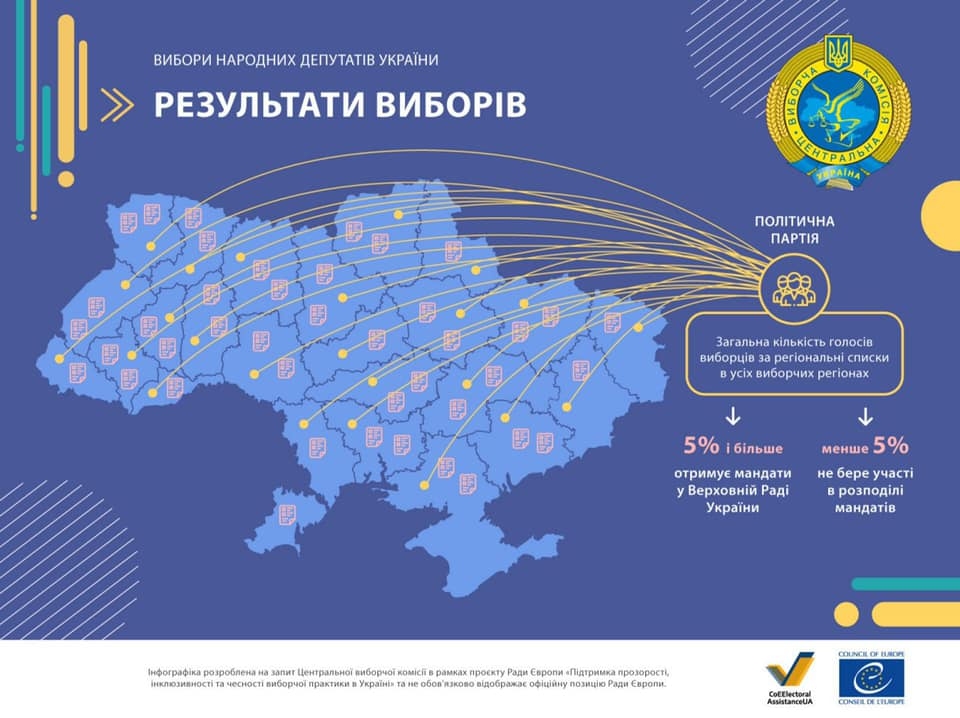 ВИБОРИ НАРОДНИХ ДЕПУТАТІВ УКРАЇНИ
РЕЗУЛЬТАТИ ВИБОРІВ
ВИБОРЧА КОМІСІЯ
ЦЕНТРАЛЬНА
УКРАЇНА
ПОЛІТИЧНА
ПАРТІЯ
Загальна кількість голосів
виборців за регіональні списки
в усіх виборчих регіонах
5% і більше
отримує мандати
у Верховній Раді
України
менше 5%
не бере участі
в розподілі
мандатів
Інфографіка розроблена на запит Центральної виборчої комісії в рамках проєкту Ради Європи «Підтримка прозорості,
інклюзивності та чесності виборчої практики в Україні» та не обов'язково відображає офіційну позицію Ради Європи.
CoEElectoral
AssistanceUA
COUNCIL OF EUROPE
CONSEIL DE L'EUROPE